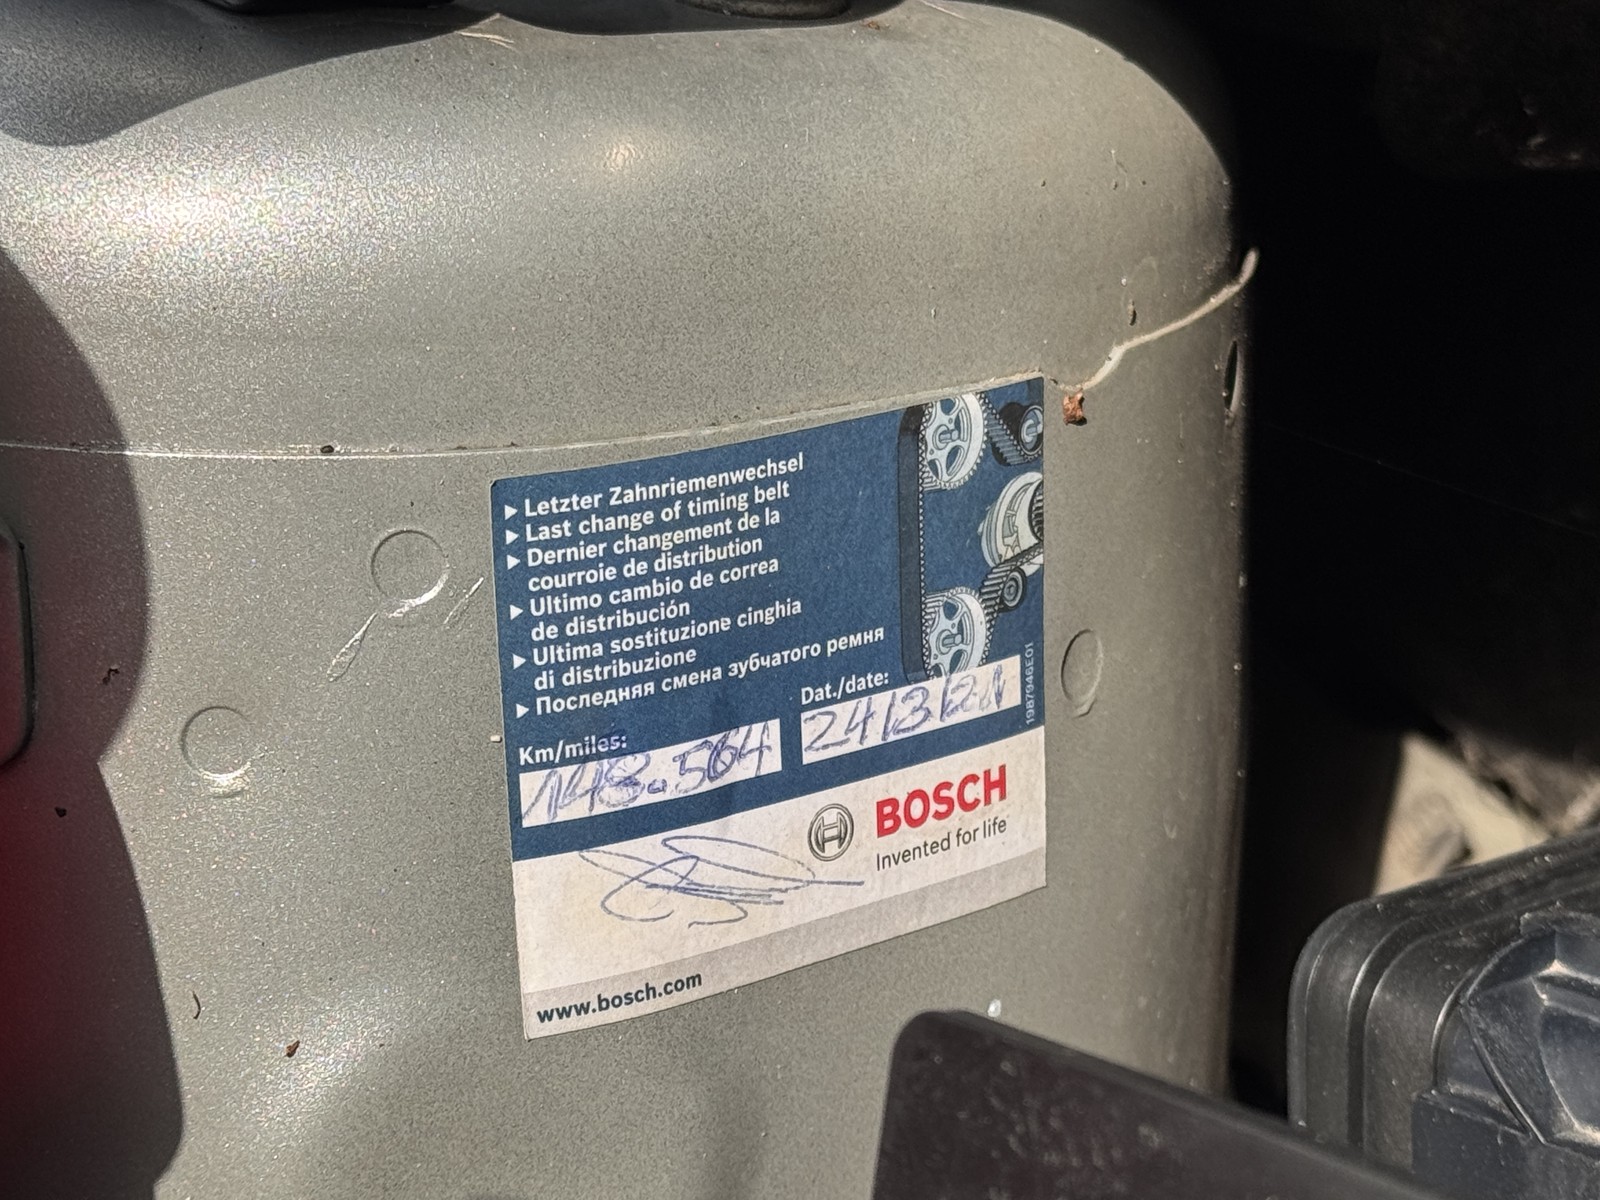 ▶ Letzter Zahnriemenwechsel
▶ Last change of timing belt
▶ Dernier changement de la
courroie de distribution
▶ Ultimo cambio de correa
de distribución
▶ Ultima sostituzione cinghia
di distribuzione
▶ Последняя смена зубчатого ремня
Km/miles:
148.564
Dat./date:
24/3/21
1987946E01
BOSCH
Invented for life
www.bosch.com